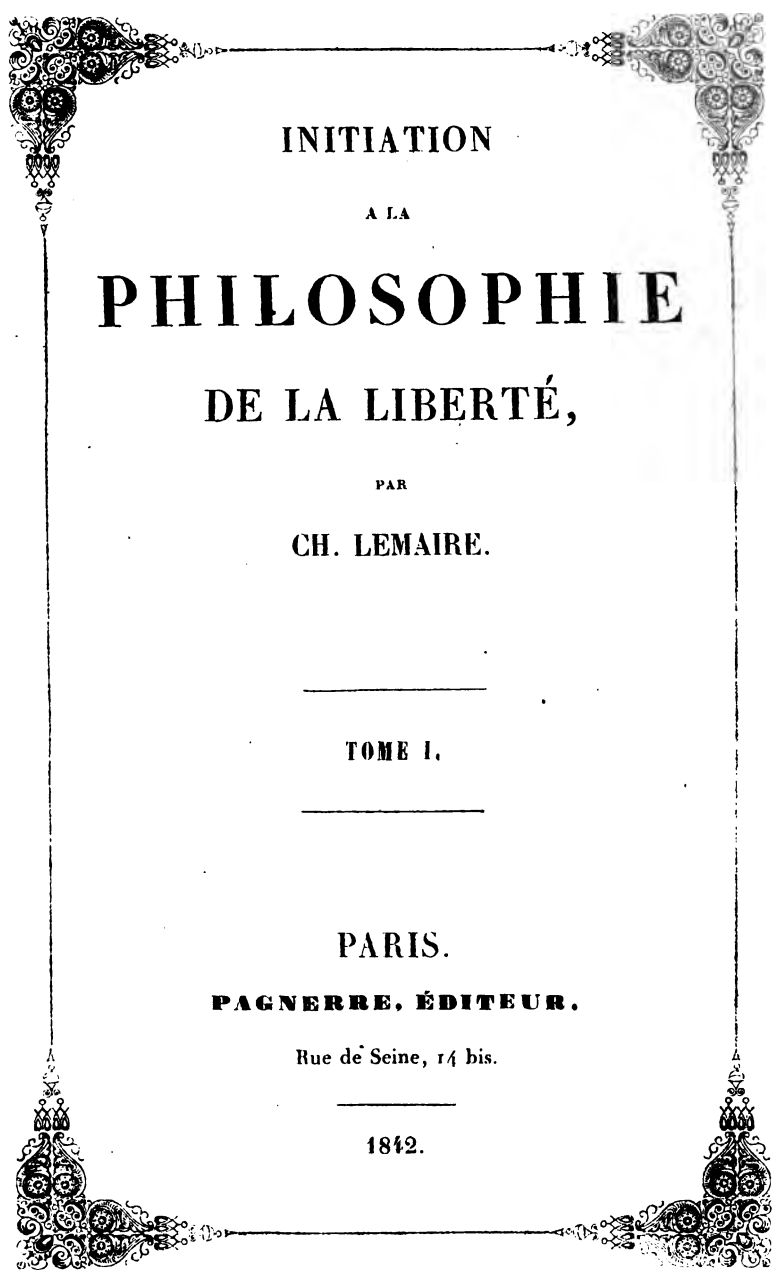 INITIATION
A LA
PHILOSOPHIE
DE LA LIBERTÉ,
PAR
CH. LEMAIRE.
TOME I.
PARIS.
PAGNERRE, ÉDITEUR.
Rue de Seine, 14 bis.
1842.